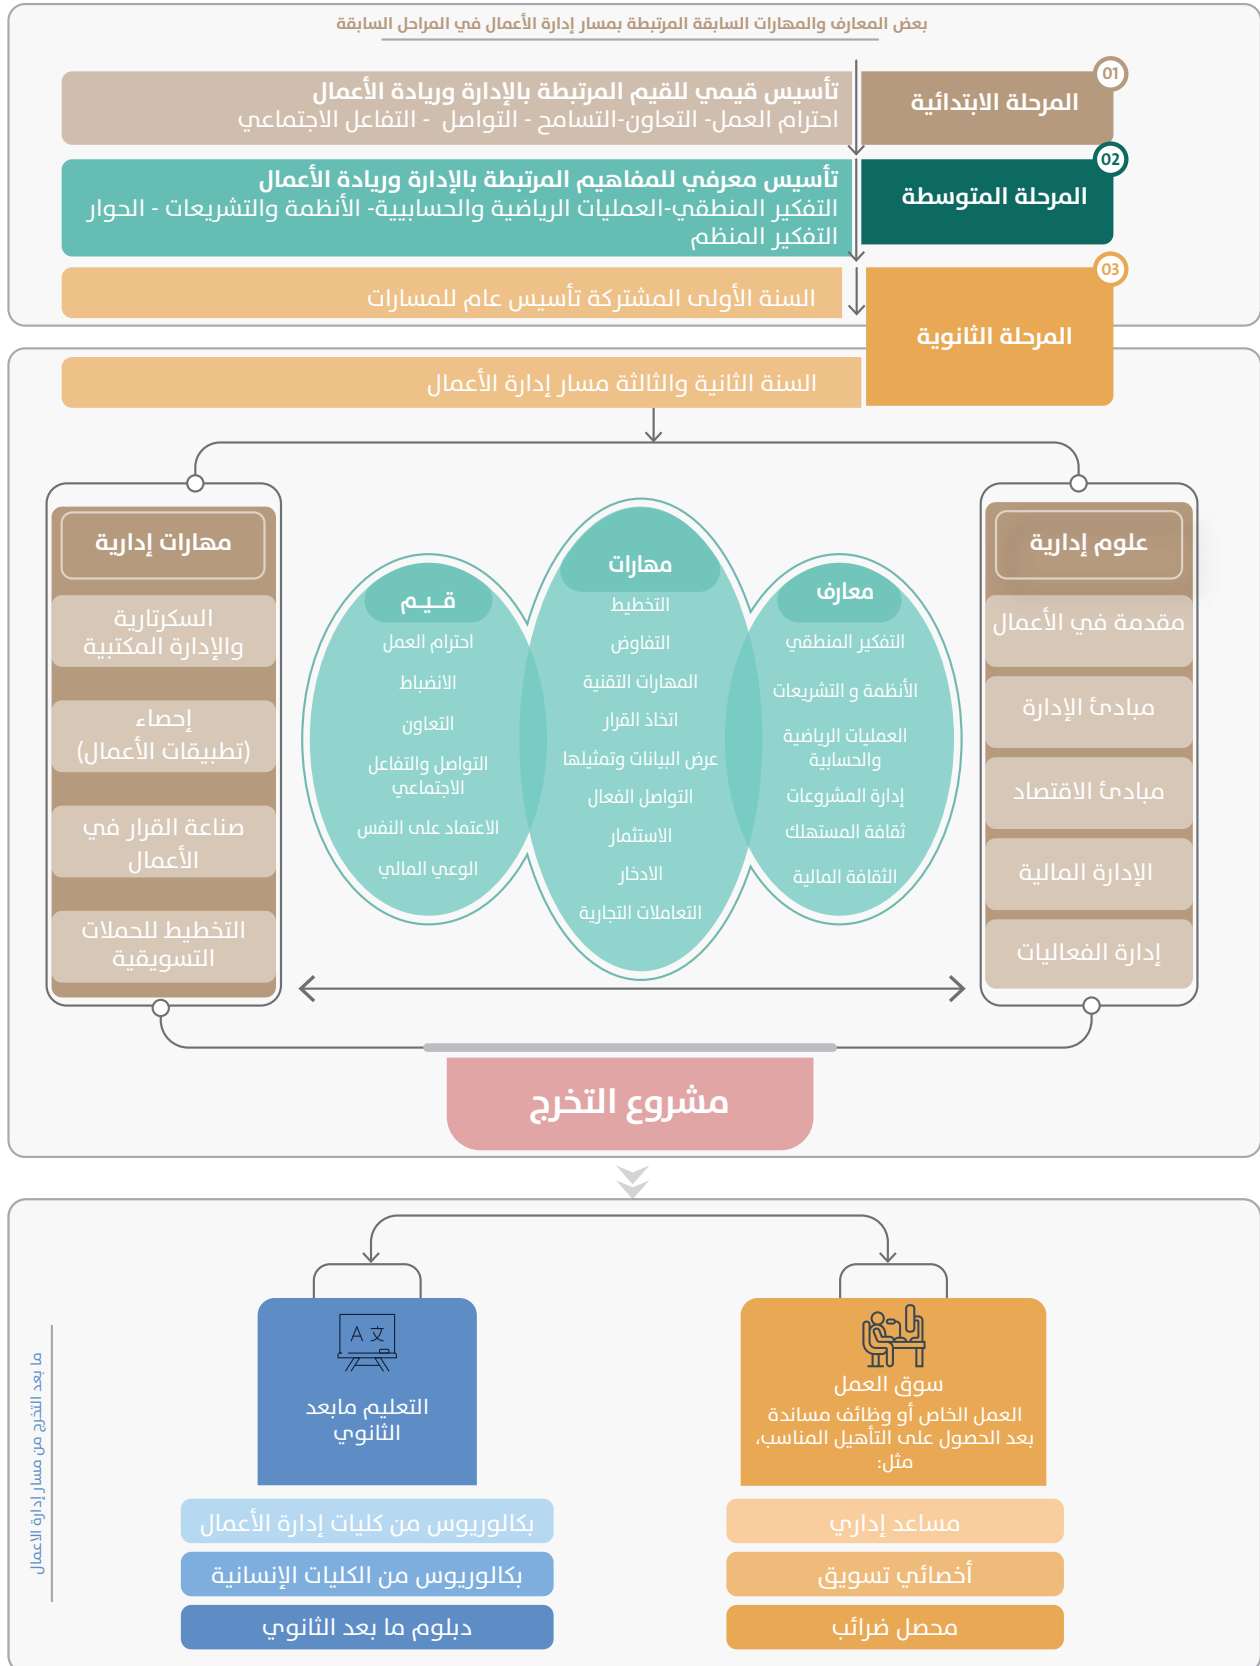 بعض المعارف والمهارات السابقة المرتبطة بمسار إدارة الأعمال في المراحل السابقة
01
المرحلة الابتدائية
تأسيس قيمي للقيم المرتبطة بالإدارة وريادة الأعمال
احترام العمل- التعاون-التسامح - التواصل - التفاعل الاجتماعي
02
المرحلة المتوسطة
تأسيس معرفي للمفاهيم المرتبطة بالإدارة وريادة الأعمال
التفكير المنطقي-العمليات الرياضية والحسابيية- الأنظمة والتشريعات - الحوار
التفكير المنظم
03
المرحلة الثانوية
السنة الأولى المشتركة تأسيس عام للمسارات
السنة الثانية والثالثة مسار إدارة الأعمال
علوم إدارية
مقدمة في الأعمال
مبادئ الإدارة
مبادئ الاقتصاد
الإدارة المالية
إدارة الفعاليات
معارف
التفكير المنطقي
الأنظمة و التشريعات
العمليات الرياضية
والحسابية
إدارة المشروعات
ثقافة المستهلك
الثقافة المالية
مهارات
التخطيط
التفاوض
المهارات التقنية
اتخاذ القرار
عرض البيانات وتمثيلها
التواصل الفعال
الاستثمار
الادخار
التعاملات التجارية
قــيــم
احترام العمل
الانضباط
التعاون
التواصل والتفاعل
الاجتماعي
الاعتماد على النفس
الوعي المالي
مهارات إدارية
السكرتارية
والإدارة المكتبية
إحصاء
(تطبيقات الأعمال)
صناعة القرار في
الأعمال
التخطيط للحملات
التسويقية
مشروع التخرج
سوق العمل
العمل الخاص أو وظائف مساندة
بعد الحصول على التأهيل المناسب،
مثل:
مساعد إداري
أخصائي تسويق
محصل ضرائب
A 文
التعليم مابعد
الثانوي
بكالوريوس من كليات إدارة الأعمال
بكالوريوس من الكليات الإنسانية
دبلوم ما بعد الثانوي
ما بعد التخرج من مسار إدارة الاعمال